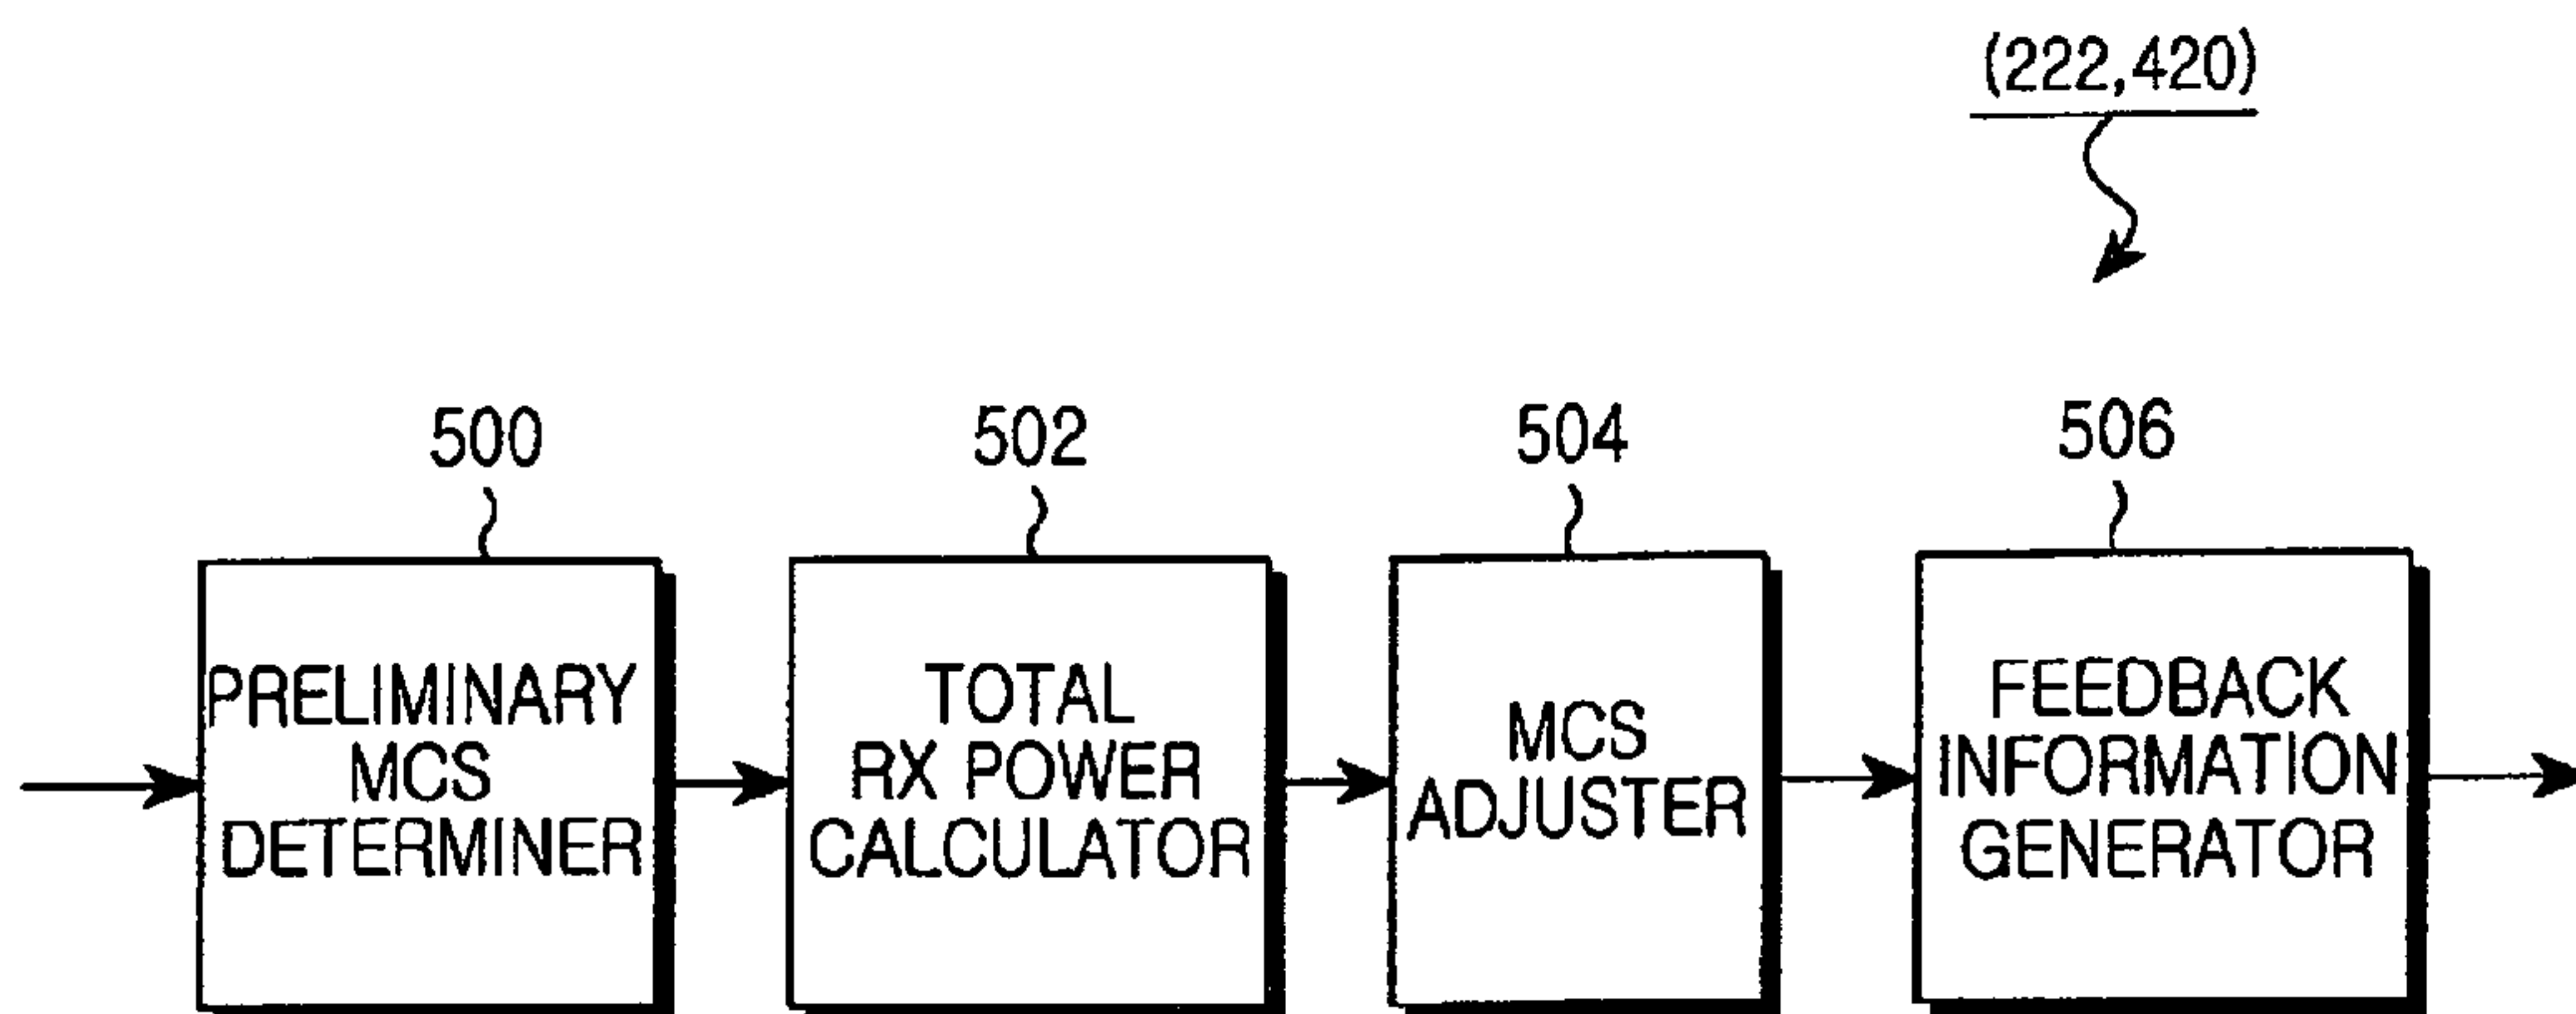 (222,420)
500
502
504
506
PRELIMINARY
MCS
DETERMINER
TOTAL
RX POWER
CALCULATOR
MCS
ADJUSTER
FEEDBACK
INFORMATION
GENERATOR